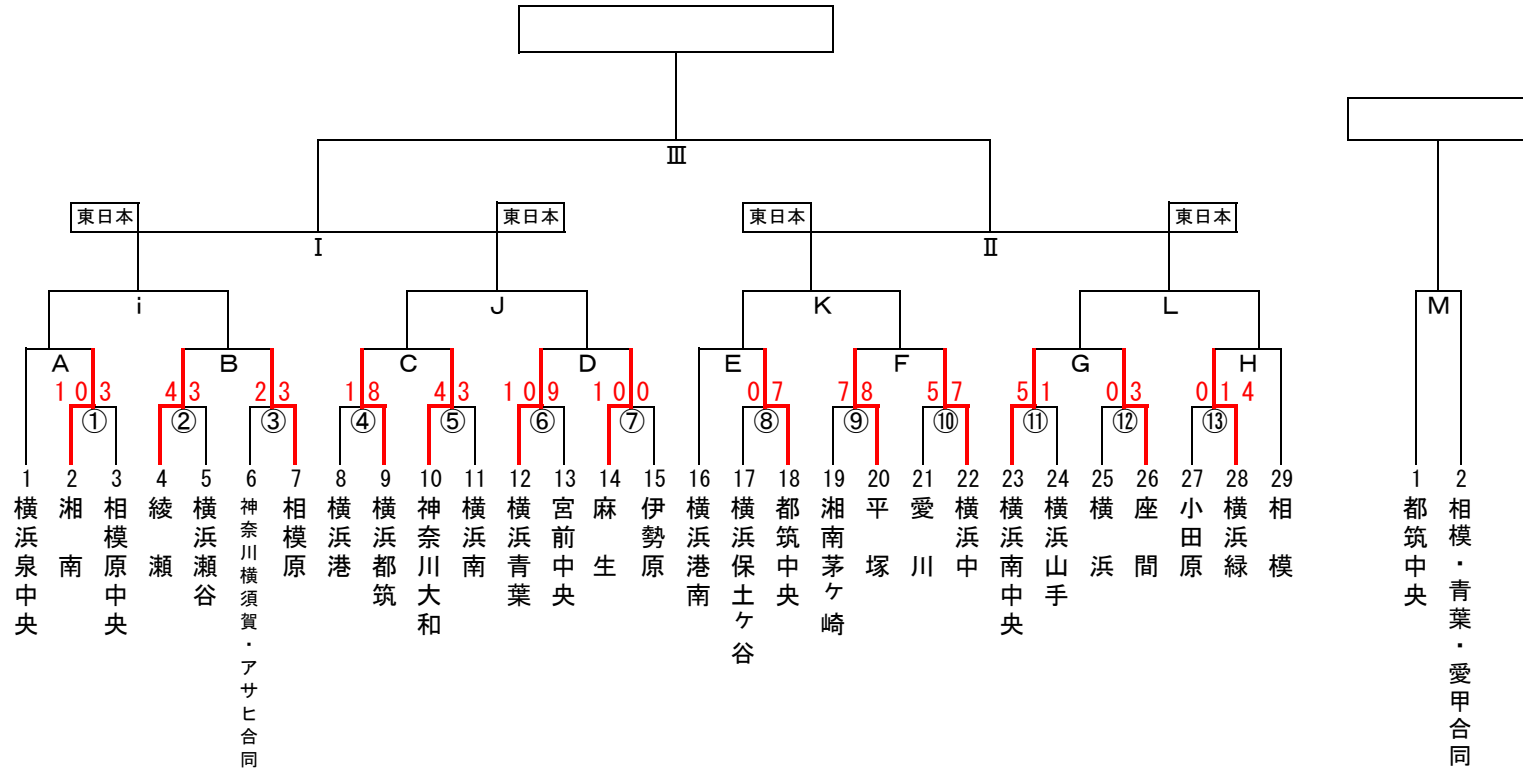 Ⅲ
東日本 東日本 東日本 東日本
Ⅰ Ⅱ
i J K L M
A B C D E F G H
10 3 4 3 2 3 1 8 4 3 10 9 10 0 0 7 7 8 5 7 5 1 0 3 0 14
① ② ③ ④ ⑤ ⑥ ⑦ ⑧ ⑨ ⑩ ⑪ ⑫ ⑬
1 横浜泉中央
2 湘南
3 相模原中央
4 綾瀬
5 横浜瀬谷
6 神奈川横須賀・アサヒ合同
7 相模原
8 横浜港
9 横浜都筑
10 神奈川大和
11 横浜南
12 横浜青葉
13 宮前中央
14 麻生
15 伊勢原
16 横浜港南
17 横浜保土ケ谷
18 都筑中央
19 湘南茅ケ崎
20 平塚
21 愛川
22 横浜中
23 横浜南中央
24 横浜山手
25 横浜
26 座間
27 小田原
28 横浜緑
29 相模
1 都筑中央
2 相模・青葉・愛甲合同